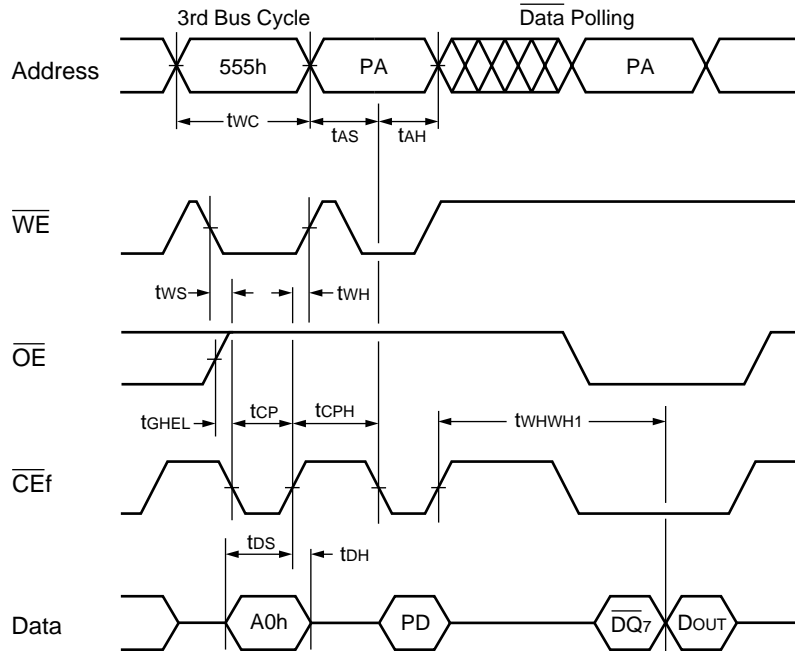 3rd Bus Cycle
Data Polling
Address
555h
PA
PA
tWC
tAS
tAH
WE
tWS
tWH
OE
tGHEL
tCP
tCPH
tWHWH1
CEf
tDS
tDH
Data
A0h
PD
DQ7
DOUT